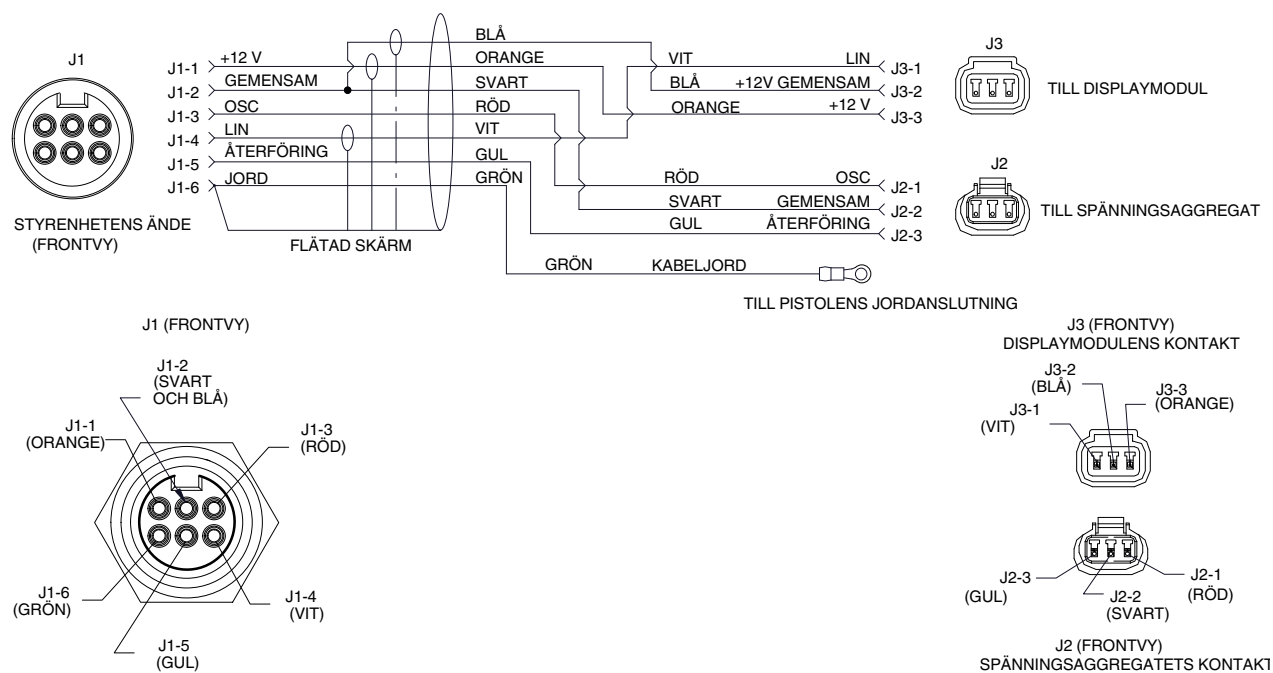 J1
J1-1
J1-2
J1-3
J1-4
J1-5
J1-6
+12 V
GEMENSAM
OSC
LIN
ÅTERFÖRING
JORD
STYRENHETENS ÄNDE
(FRONTVY)
FLÄTAD SKÄRM
BLÅ
ORANGE
SVART
RÖD
VIT
GUL
GRÖN
VIT LIN J3-1
BLÅ +12V GEMENSAM J3-2
ORANGE +12 V J3-3
J3
TILL DISPLAYMODUL
RÖD OSC J2-1
SVART GEMENSAM J2-2
GUL ÅTERFÖRING J2-3
J2
TILL SPÄNNINGSAGGREGAT
GRÖN KABELJORD
TILL PISTOLENS JORDANSLUTNING
J1 (FRONTVY)
J1-2
(SVART
OCH BLÅ)
J1-1
(ORANGE)
J1-3
(RÖD)
J1-6
(GRÖN)
J1-4
(VIT)
J1-5
(GUL)
J3 (FRONTVY)
DISPLAYMODULENS KONTAKT
J3-2
(BLÅ)
J3-3
(ORANGE)
J3-1
(VIT)
J2-3
(GUL)
J2-2
(SVART)
J2-1
(RÖD)
J2 (FRONTVY)
SPÄNNINGSAGGREGATETS KONTAKT